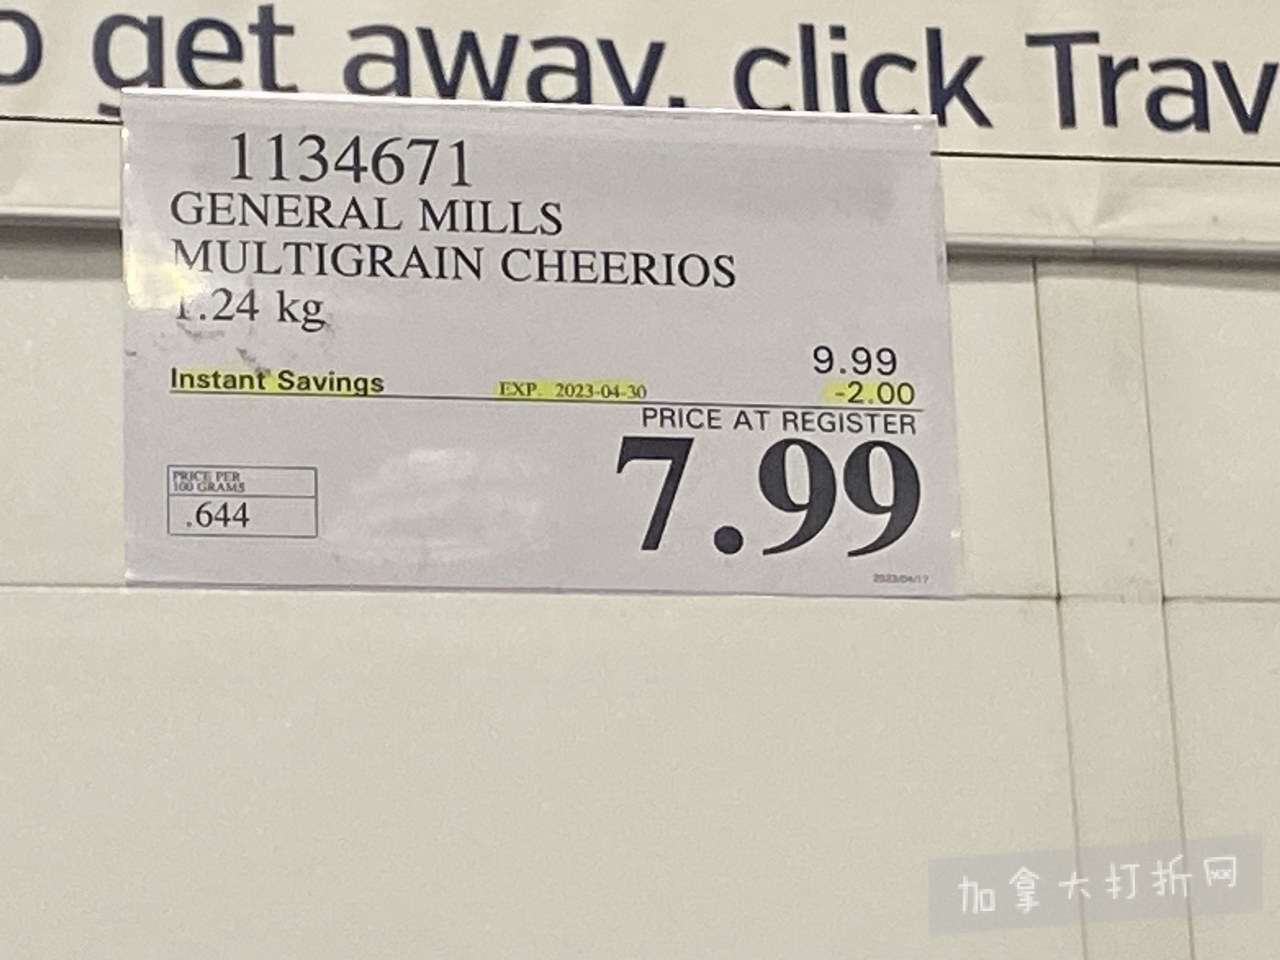 o get away, click Trav
1134671
GENERAL MILLS
MULTIGRAIN CHEERIOS
1.24 kg
9.99
Instant Savings EXP. 2023-04-30 -2.00
PRICE AT REGISTER
7.99
PRICE PER
100 GRAMS
.644
2023/04/17
加拿大打折网